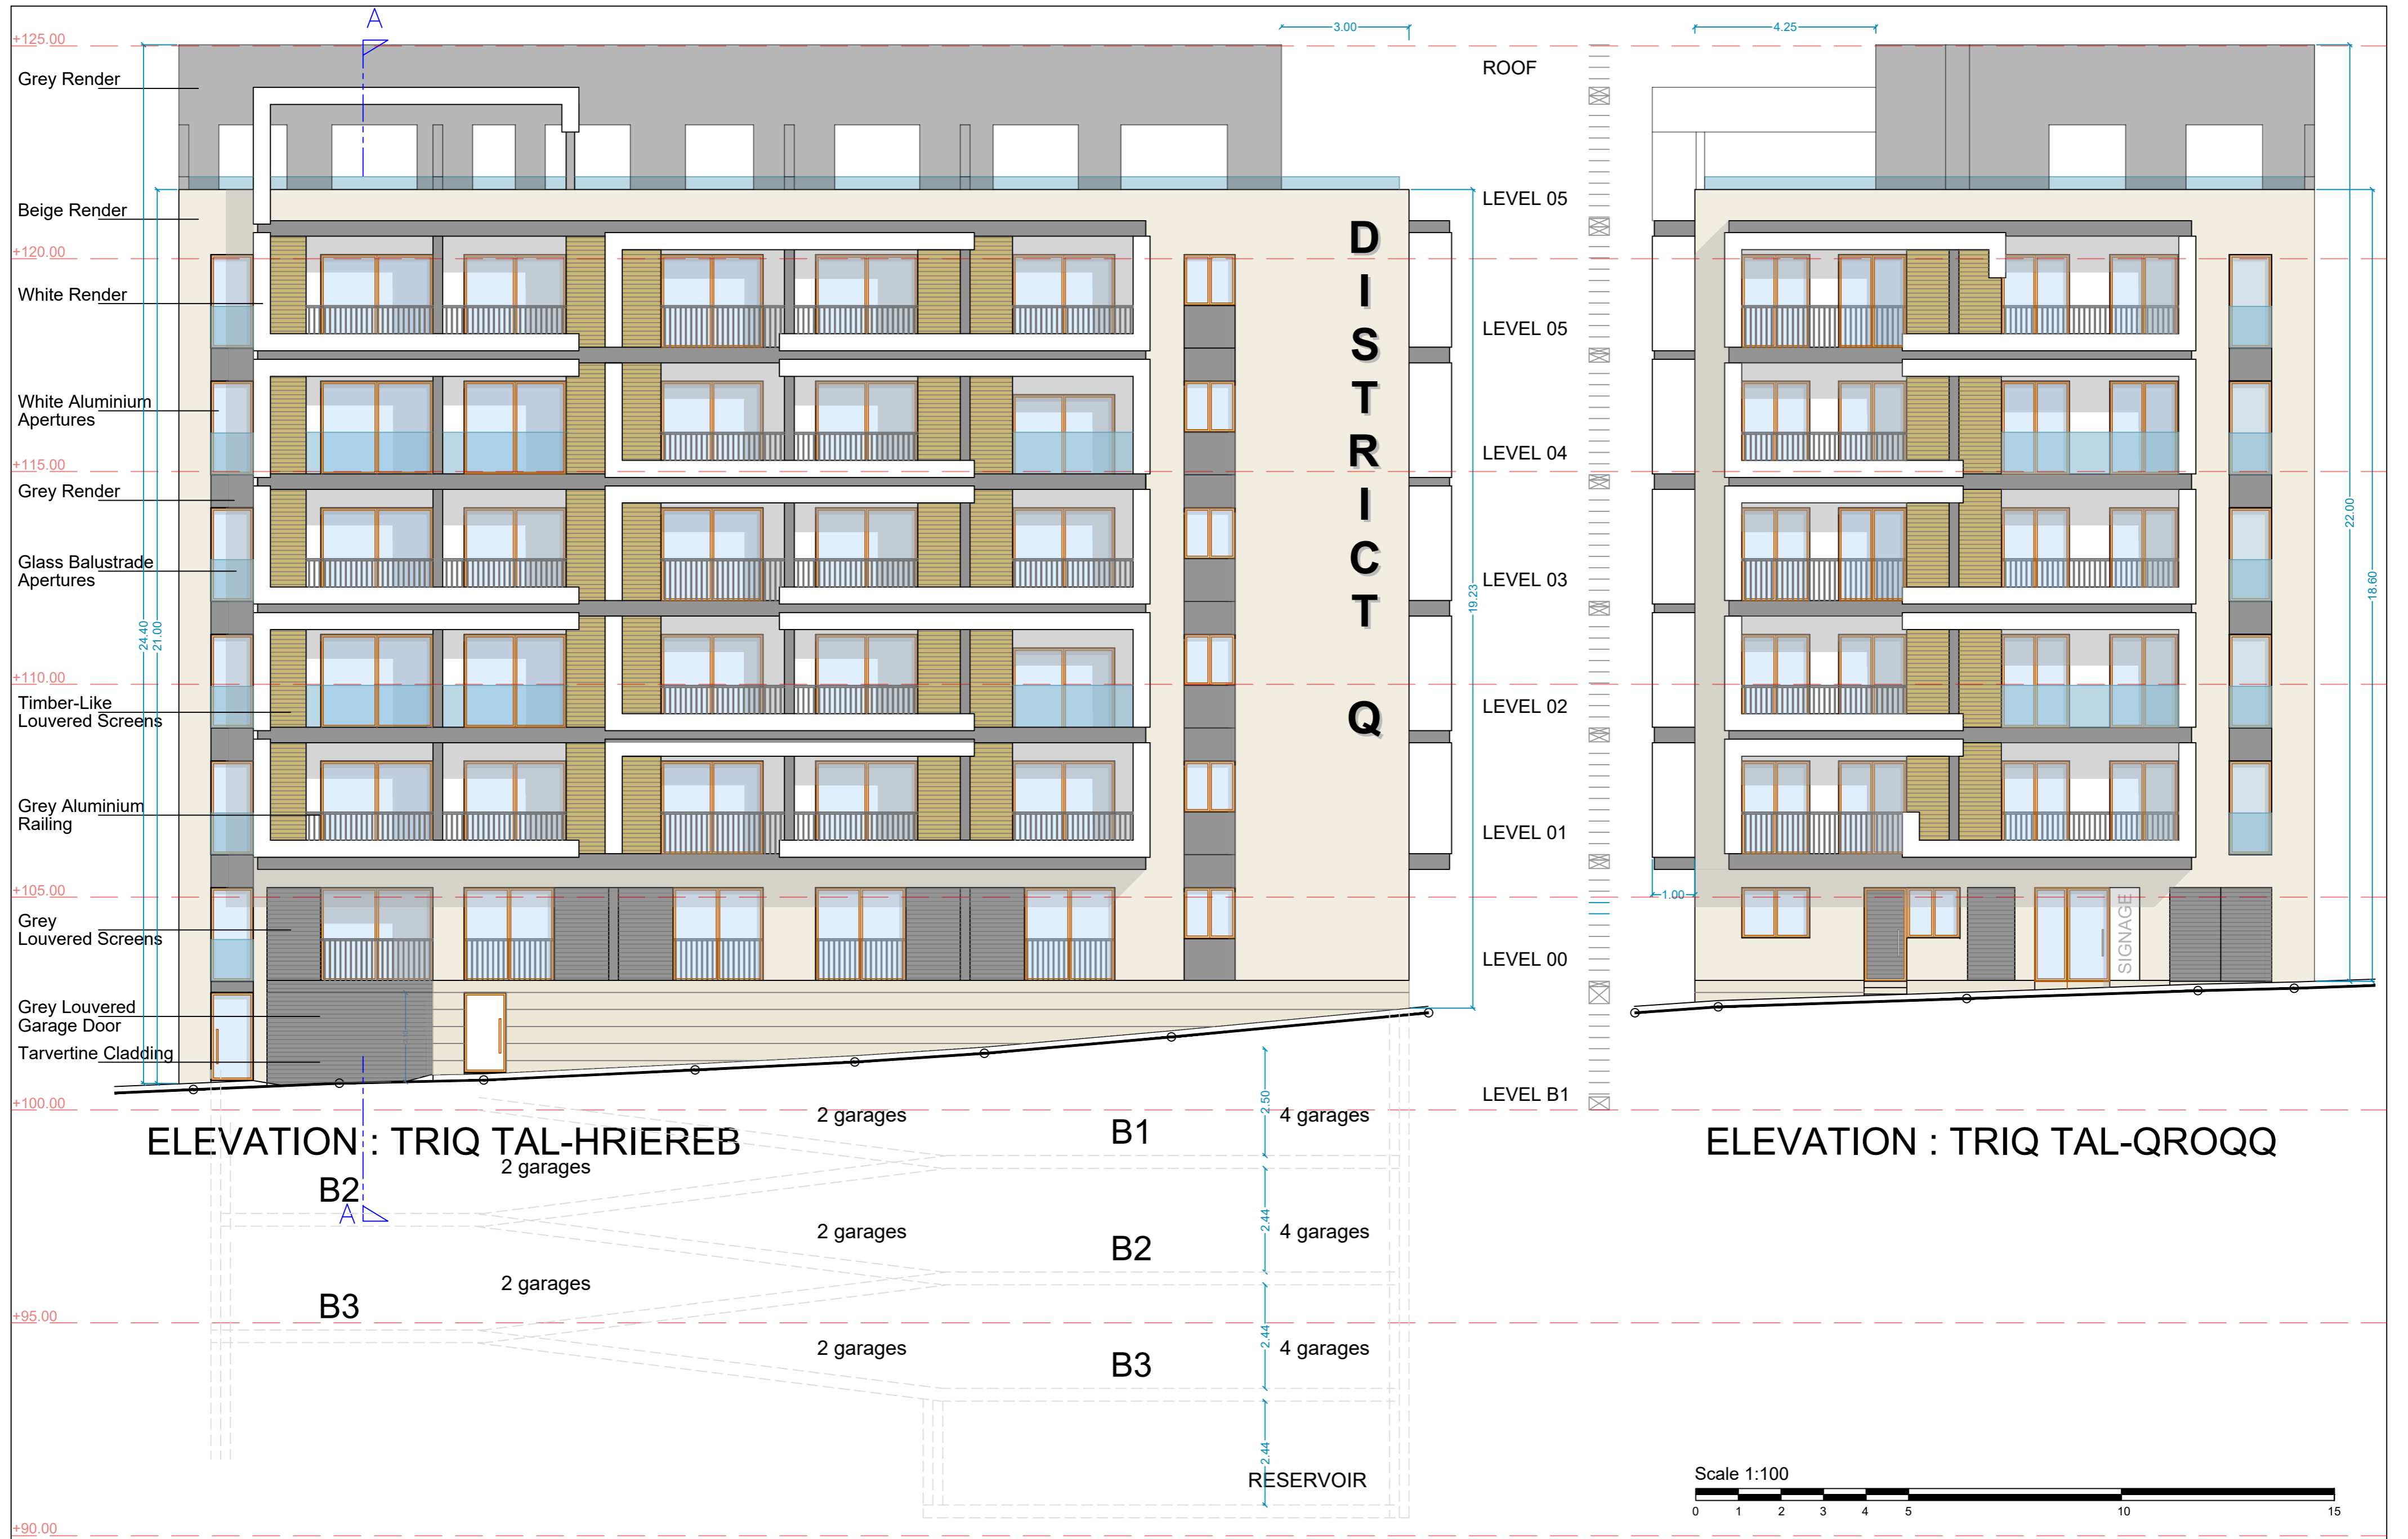 A
3.00
4.25
+125.00
Grey Render
ROOF
Beige Render
LEVEL 05
+120.00
White Render
LEVEL 05
White Aluminium
Apertures
LEVEL 04
+115.00
Grey Render
22.00
Glass Balustrade
Apertures
LEVEL 03
19.23
18.60
24.40
21.00
D
I
S
T
R
I
C
T
Q
+110.00
Timber-Like
Louvered Screens
LEVEL 02
Grey Aluminium
Railing
LEVEL 01
+105.00
1.00
Grey
Louvered Screens
SIGNAGE
LEVEL 00
Grey Louvered
Garage Door
Tarvertine Cladding
LEVEL B1
+100.00
2.50
2 garages
4 garages
B1
ELEVATION : TRIQ TAL-HRIEREB
ELEVATION : TRIQ TAL-QROQQ
2 garages
B2
A
2 garages
2.44
4 garages
B2
2 garages
B3
+95.00
2 garages
2.44
4 garages
B3
2.44
RESERVOIR
Scale 1:100
0 1 2 3 4 5 10 15
+90.00